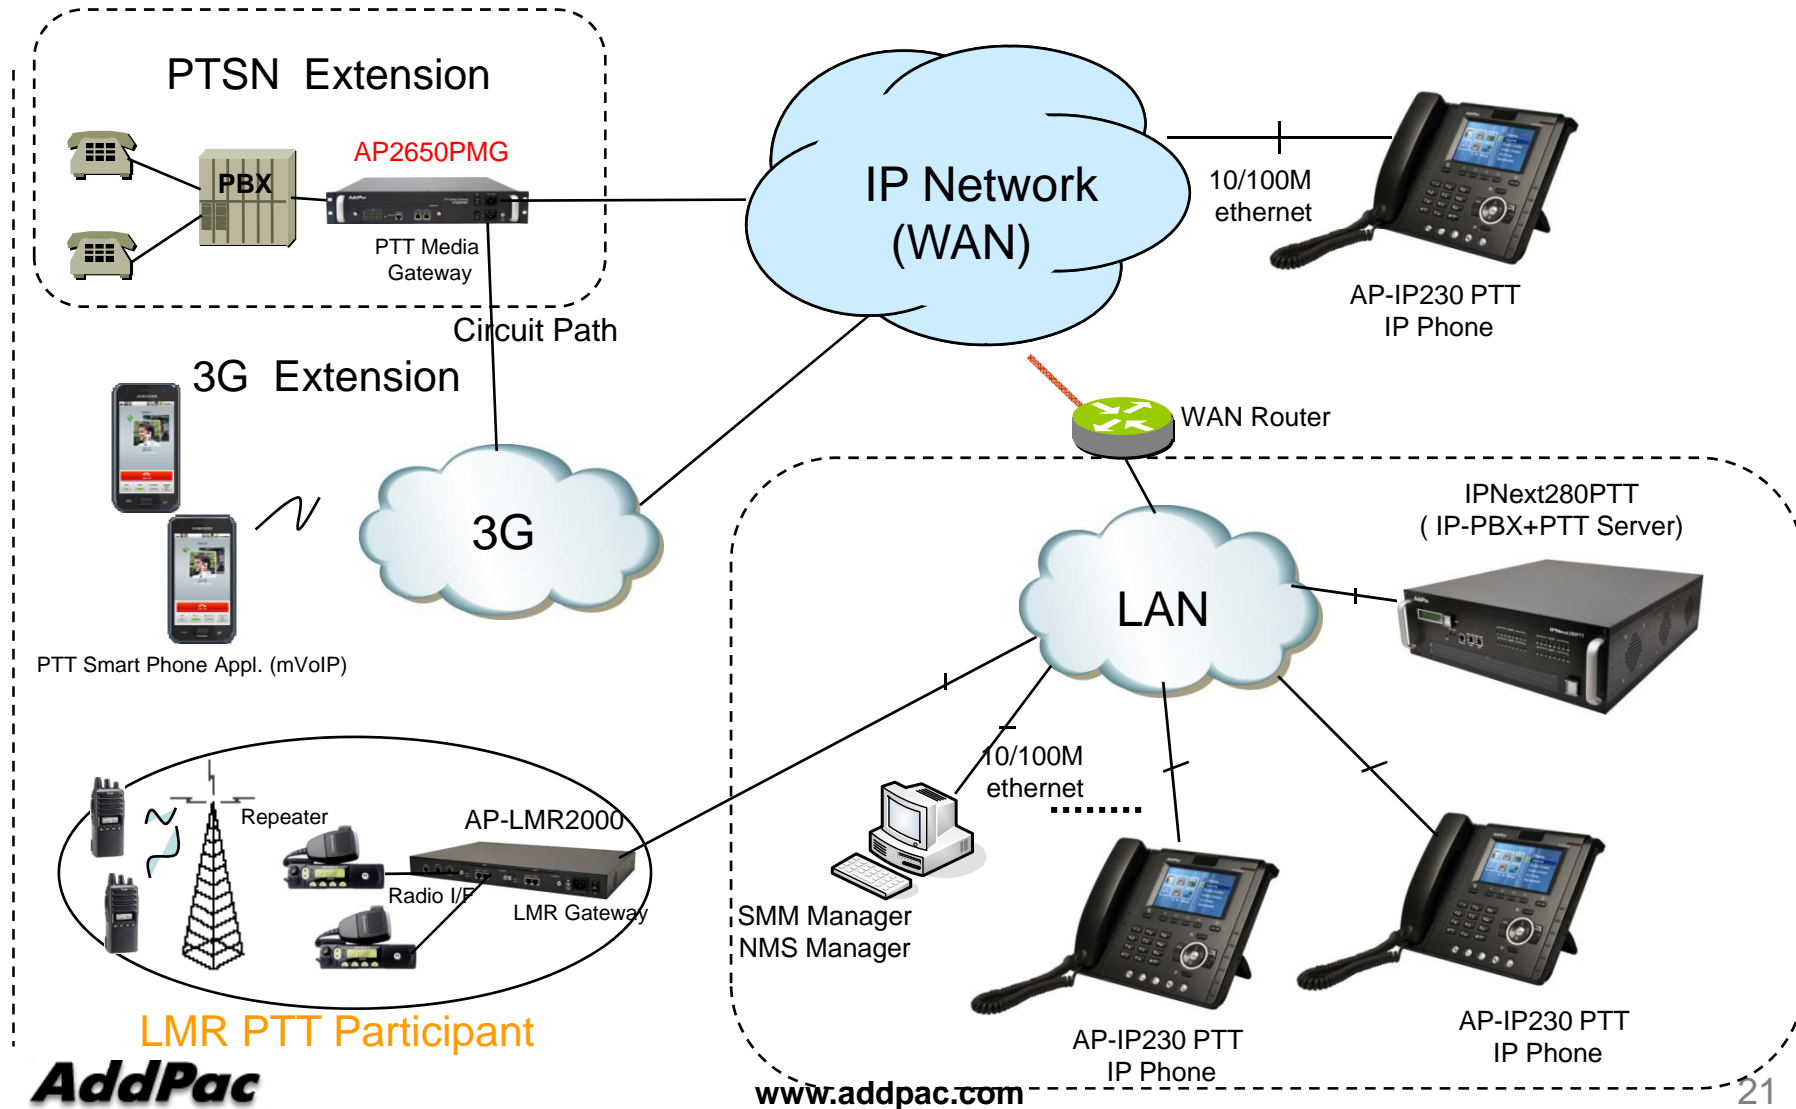 PTSN Extension
AP2650PMG
PBX
AddPac
PTT Media
Gateway
IP Network
(WAN)
10/100M
ethernet
AP-IP230 PTT
IP Phone
Circuit Path
3G Extension
WAN Router
3G
IPNext280PTT
( IP-PBX+PTT Server)
LAN
PTT Smart Phone Appl. (mVoIP)
10/100M
ethernet
Repeater
AP-LMR2000
Radio I/F
LMR Gateway
SMM Manager
NMS Manager
LMR PTT Participant
AP-IP230 PTT
IP Phone
AP-IP230 PTT
IP Phone
AddPac
www.addpac.com
21